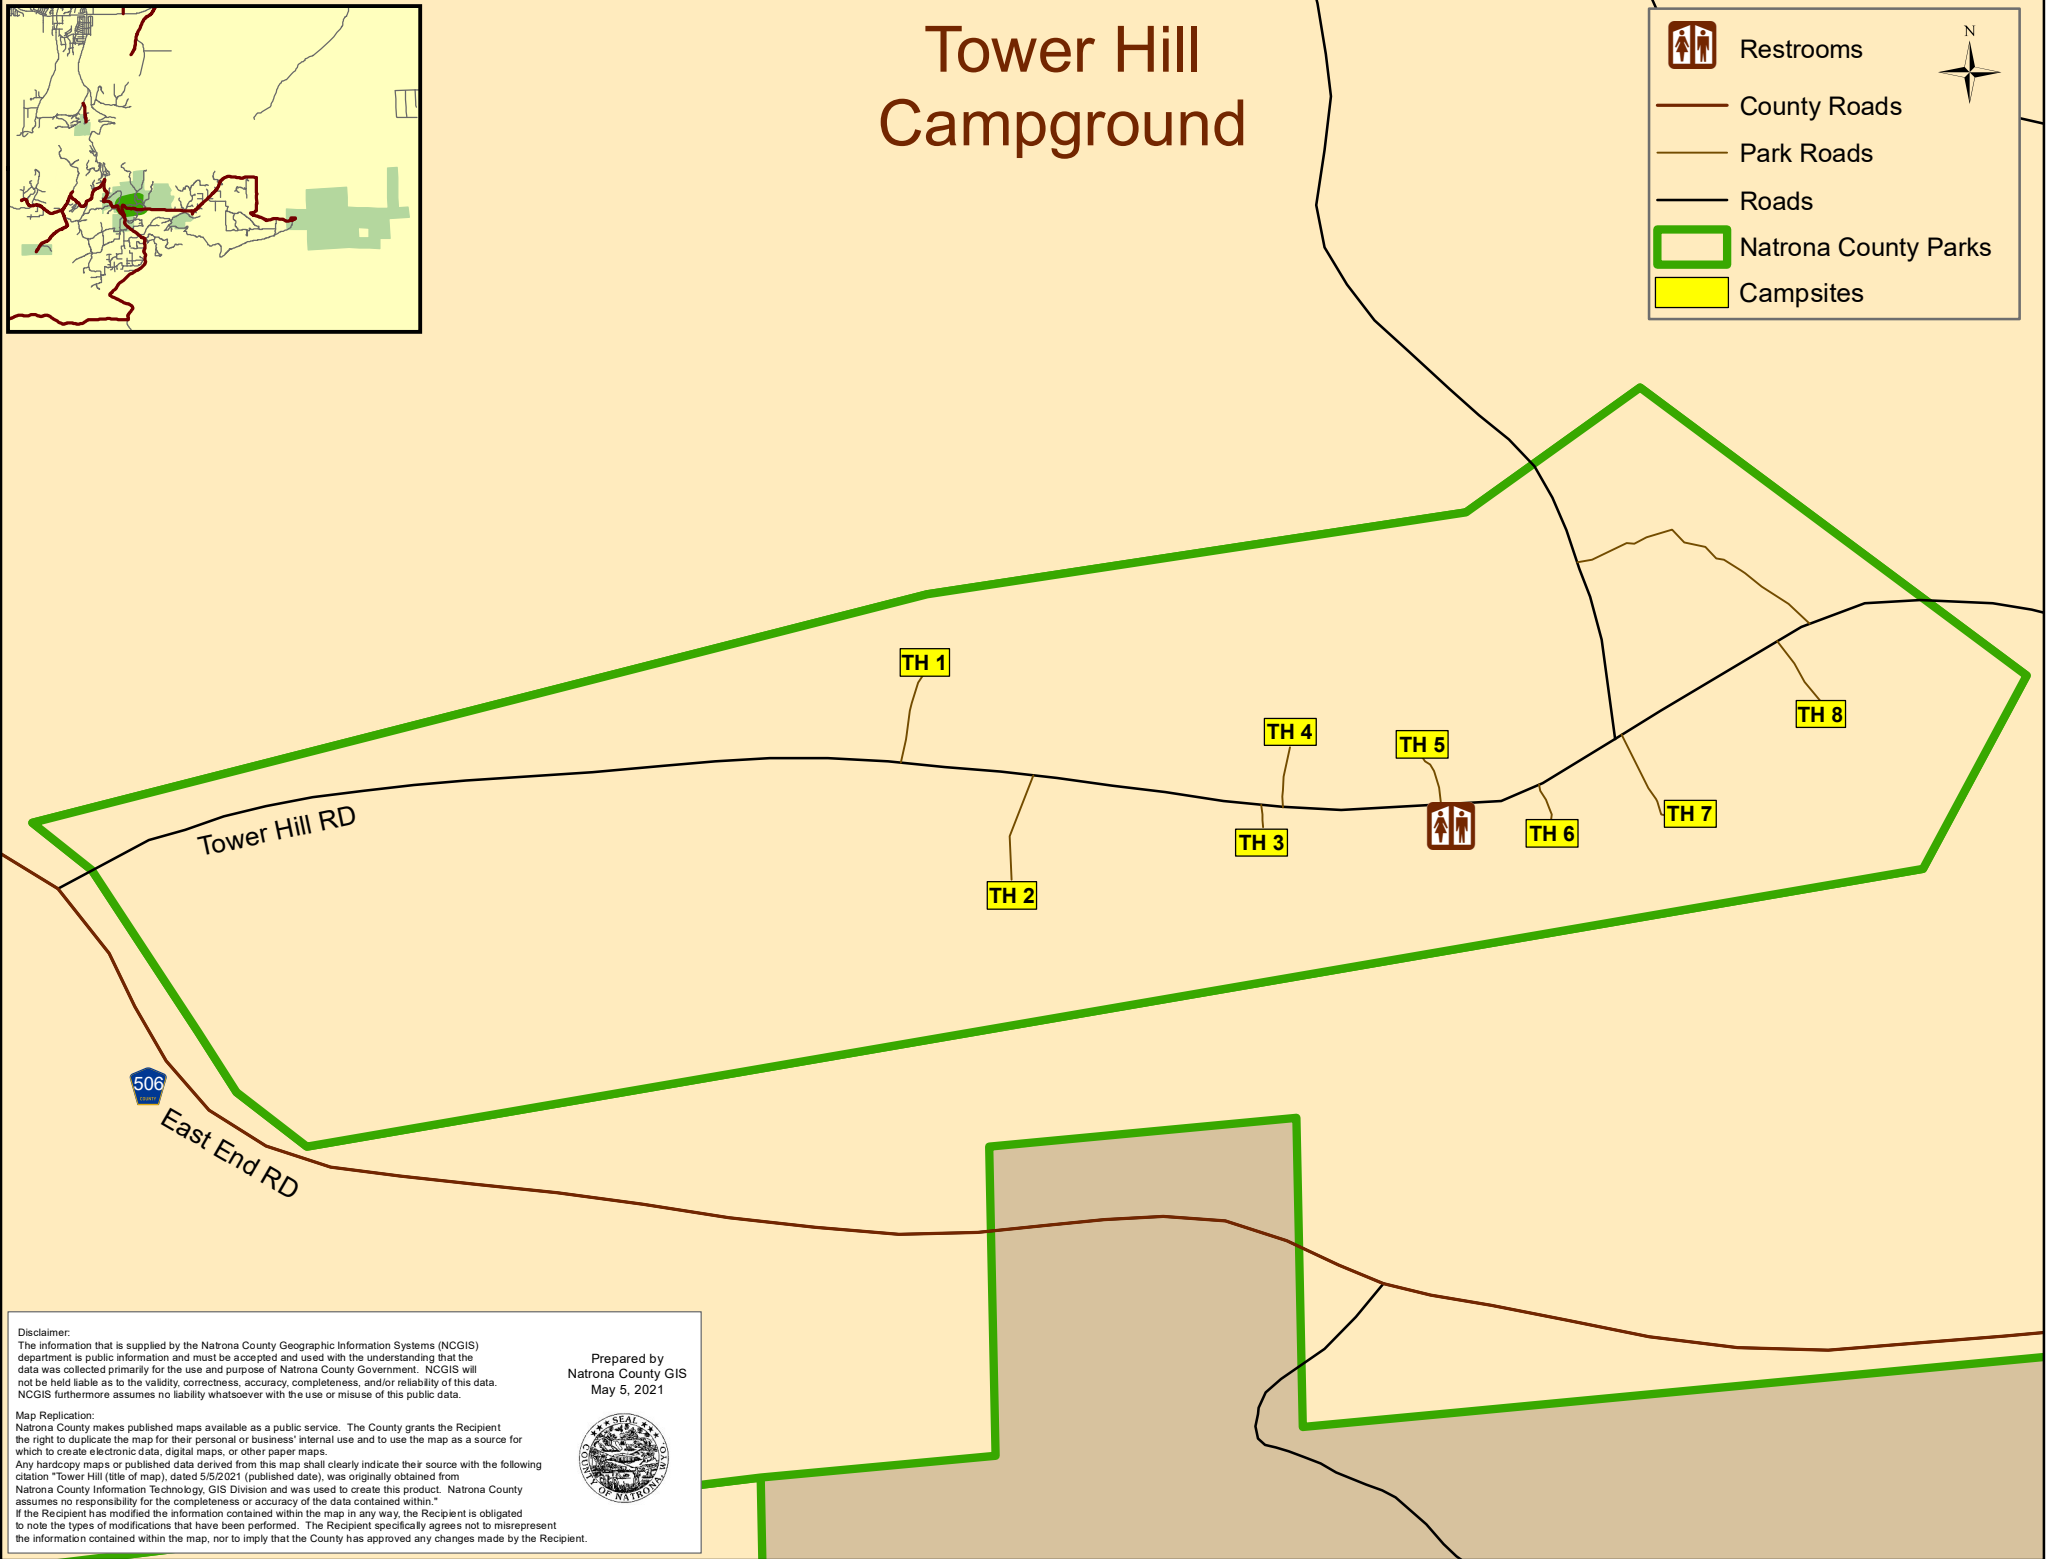 Tower Hill
Campground
N
Restrooms
County Roads
Park Roads
Roads
Natrona County Parks
Campsites
TH 1
TH 4
TH 5
TH 8
TH 7
TH 6
TH 3
TH 2
Tower Hill RD
506
COUNTY
East End RD
Disclaimer:
The information that is supplied by the Natrona County Geographic Information Systems (NCGIS)
department is public information and must be accepted and used with the understanding that the
data was collected primarily for the use and purpose of Natrona County Government.  NCGIS will
not be held liable as to the validity, correctness, accuracy, completeness, and/or reliability of this data.
NCGIS furthermore assumes no liability whatsoever with the use or misuse of this public data.
Map Replication:
Natrona County makes published maps available as a public service.  The County grants the Recipient
the right to duplicate the map for their personal or business' internal use and to use the map as a source for
which to create electronic data, digital maps, or other paper maps.
Any hardcopy maps or published data derived from this map shall clearly indicate their source with the following
citation "Tower Hill (title of map), dated 5/5/2021 (published date), was originally obtained from
Natrona County Information Technology, GIS Division and was used to create this product.  Natrona County
assumes no responsibility for the completeness or accuracy of the data contained within."
If the Recipient has modified the information contained within the map in any way, the Recipient is obligated
to note the types of modifications that have been performed.  The Recipient specifically agrees not to misrepresent
the information contained within the map, nor to imply that the County has approved any changes made by the Recipient.
Prepared by
Natrona County GIS
May 5, 2021
SEAL
COUNTY OF NATRONA, WYO.